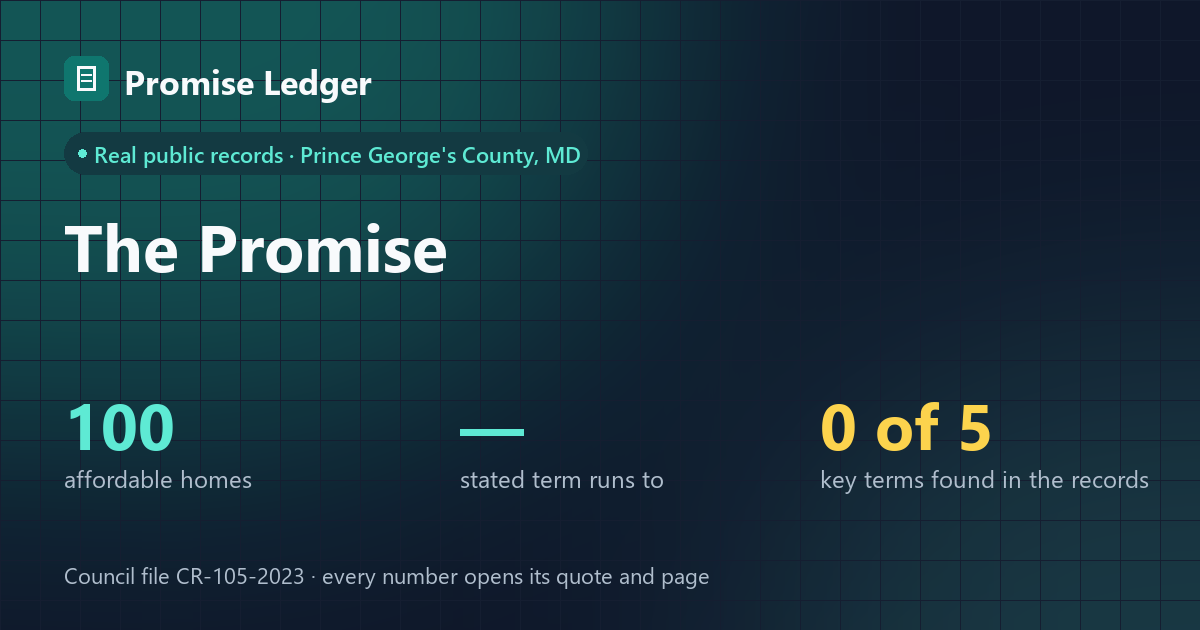 Promise Ledger
Real public records · Prince George's County, MD
The Promise
100
—
0 of 5
affordable homes
stated term runs to
key terms found in the records
Council file CR-105-2023 · every number opens its quote and page